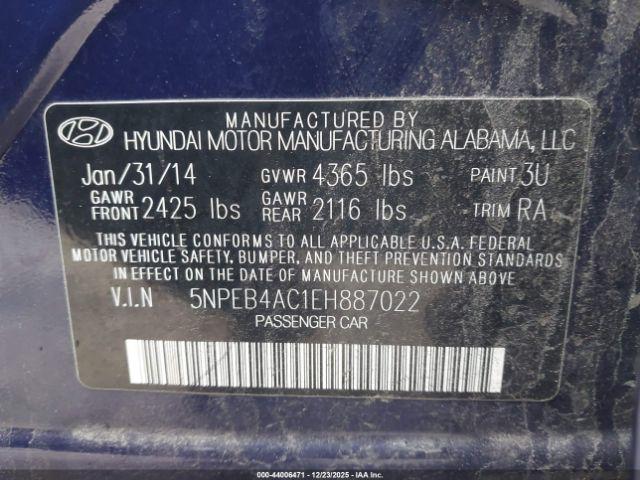 MANUFACTURED BY
HYUNDAI MOTOR MANUFACTURING ALABAMA, LLC
Jan/31/14 GVWR 4365 lbs PAINT 3U
GAWR FRONT 2425 lbs GAWR REAR 2116 lbs TRIM RA
THIS VEHICLE CONFORMS TO ALL APPLICABLE U.S.A. FEDERAL
MOTOR VEHICLE SAFETY, BUMPER, AND THEFT PREVENTION STANDARDS
IN EFFECT ON THE DATE OF MANUFACTURE SHOWN ABOVE.
V.I.N 5NPEB4AC1EH887022
PASSENGER CAR
000-44006471 | 12/23/2025 | IAA Inc.